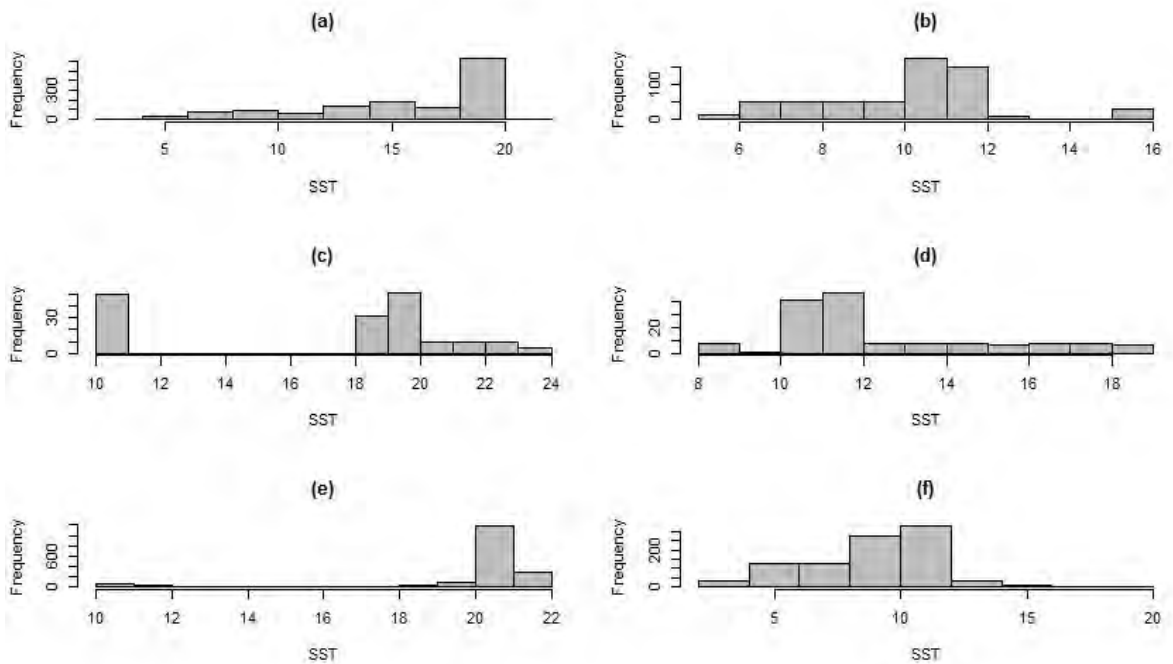 (a)
Frequency
0 300
5 10 15 20
SST
(b)
Frequency
0 100
6 8 10 12 14 16
SST
(c)
Frequency
0 30
10 12 14 16 18 20 22 24
SST
(d)
Frequency
0 20
8 10 12 14 16 18
SST
(e)
Frequency
0 600
10 12 14 16 18 20 22
SST
(f)
Frequency
0 200
5 10 15 20
SST